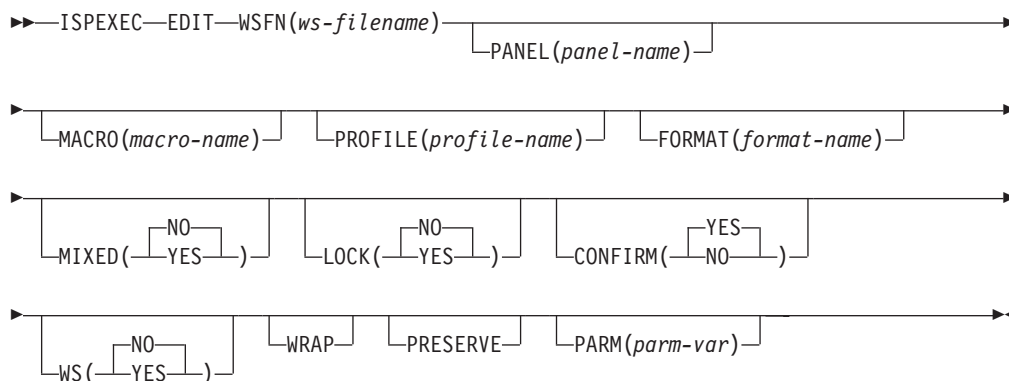 ISPEXEC EDIT WSFN(ws-filename)
PANEL(panel-name)
MACRO(macro-name) PROFILE(profile-name) FORMAT(format-name)
NO NO YES
MIXED( YES ) LOCK( YES ) CONFIRM( NO )
NO WRAP PRESERVE PARM(parm-var)
WS( YES )